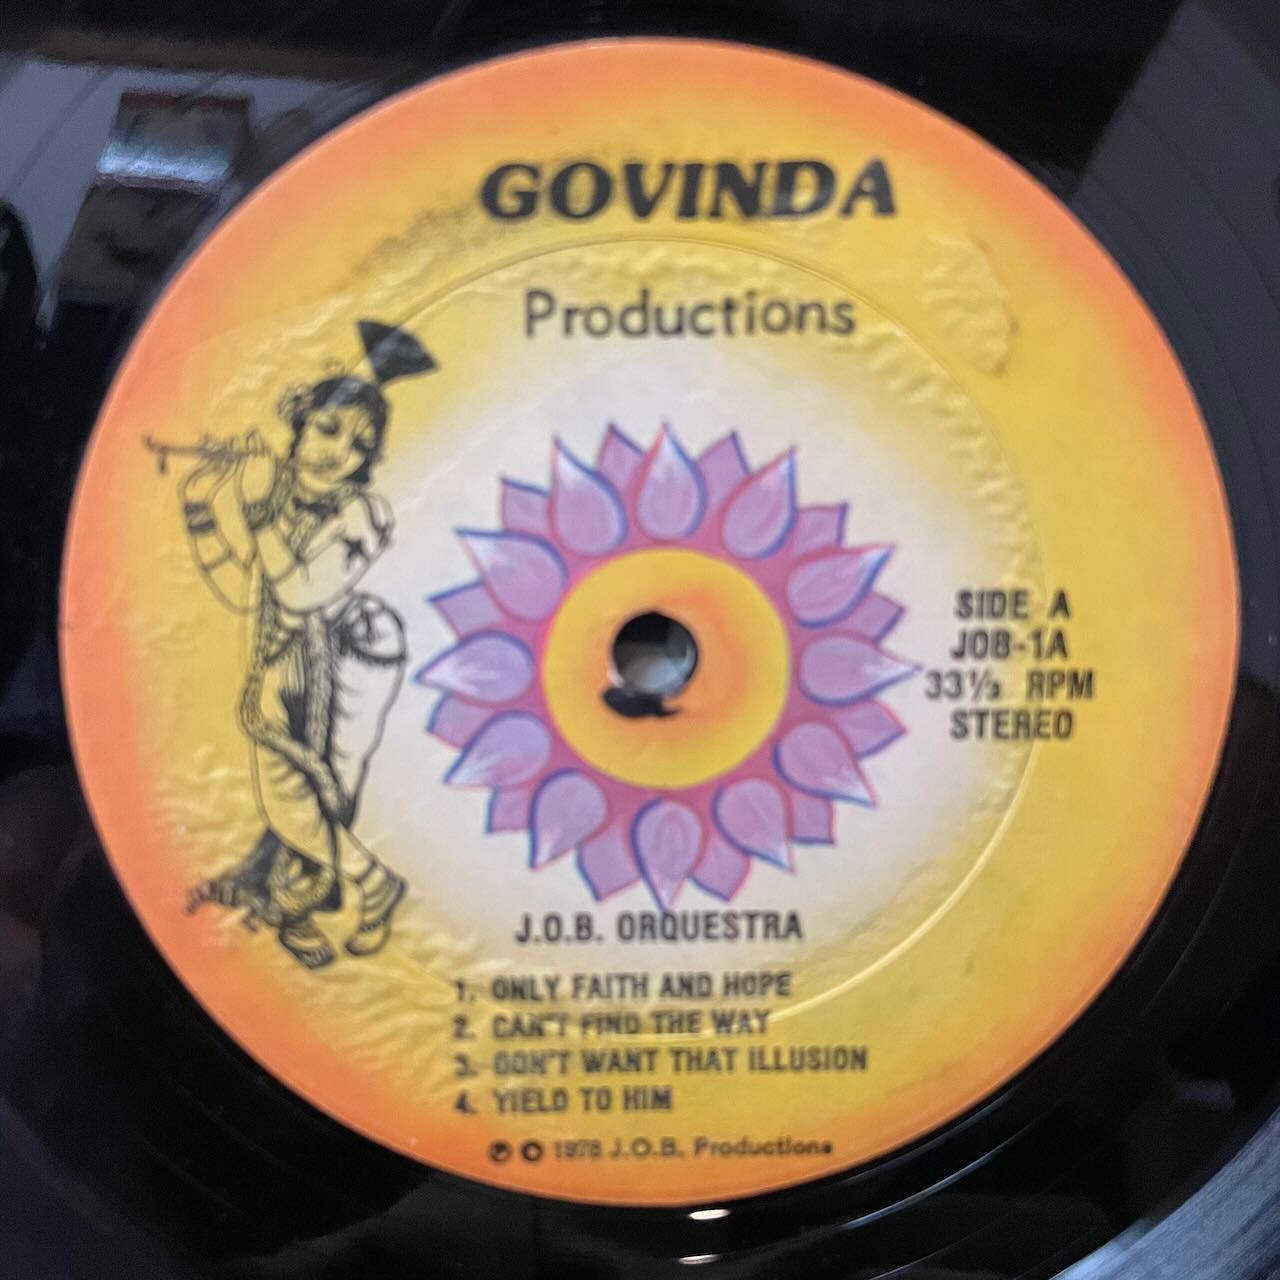 GOVINDA
Productions
SIDE A
JOB-1A
33⅓ RPM
STEREO
J.O.B. ORQUESTRA
1. ONLY FAITH AND HOPE
2. CAN'T FIND THE WAY
3. DON'T WANT THAT ILLUSION
4. YIELD TO HIM
℗ © 1978 J.O.B. Productions